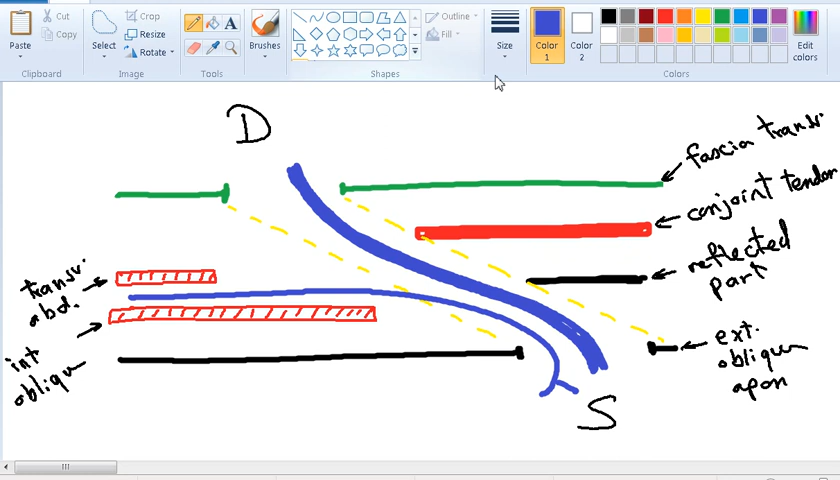 Paste
Cut
Copy
Clipboard
Select
Crop
Resize
Rotate
Image
Tools
Brushes
Shapes
Outline
Fill
Size
Color
1
Color
2
Colors
Edit
colors
D
fascia transv.
conjoint tendon
reflected
part
ext.
oblique
apon
transv.
abd.
int
oblique
S